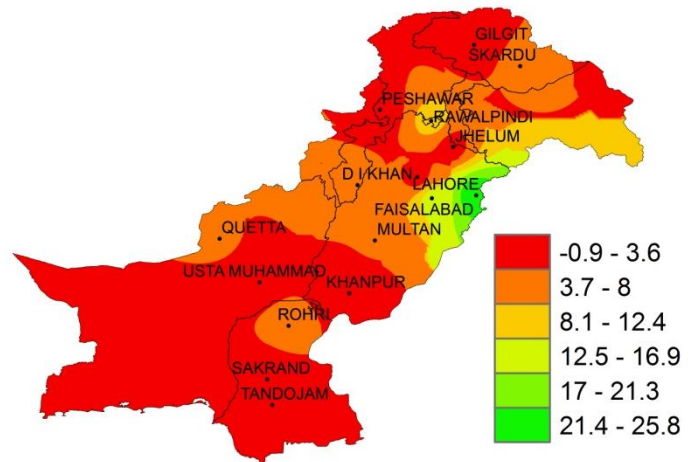 GILGIT
SKARDU
PESHAWAR
RAWALPINDI
JHELUM
D I KHAN
LAHORE
FAISALABAD
QUETTA
MULTAN
USTA MUHAMMAD
KHANPUR
ROHRI
SAKRAND
TANDOJAM
-0.9 - 3.6
3.7 - 8
8.1 - 12.4
12.5 - 16.9
17 - 21.3
21.4 - 25.8